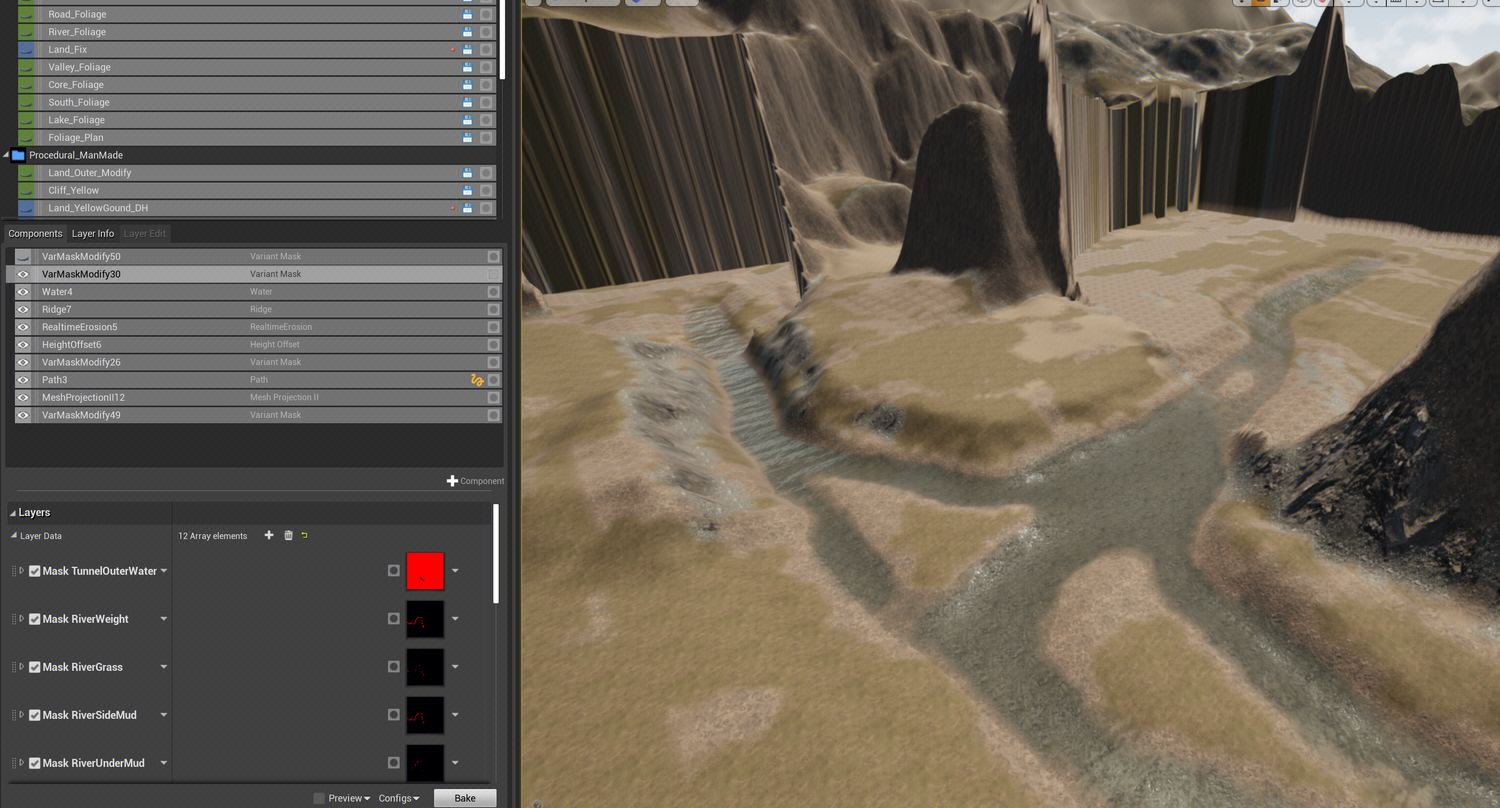 Road_Foliage
River_Foliage
Land_Fix
Valley_Foliage
Core_Foliage
South_Foliage
Lake_Foliage
Foliage_Plan
Procedural_ManMade
Land_Outer_Modify
Cliff_Yellow
Land_YellowGound_DH
Components Layer Info Layer Edit
VarMaskModify50 Variant Mask
VarMaskModify30 Variant Mask
Water4 Water
Ridge7 Ridge
RealtimeErosion5 RealtimeErosion
HeightOffset6 Height Offset
VarMaskModify26 Variant Mask
Path3 Path
MeshProjectionII12 Mesh Projection II
VarMaskModify49 Variant Mask
Component
Layers
Layer Data 12 Array elements
Mask TunnelOuterWater
Mask RiverWeight
Mask RiverGrass
Mask RiverSideMud
Mask RiverUnderMud
Preview Configs Bake